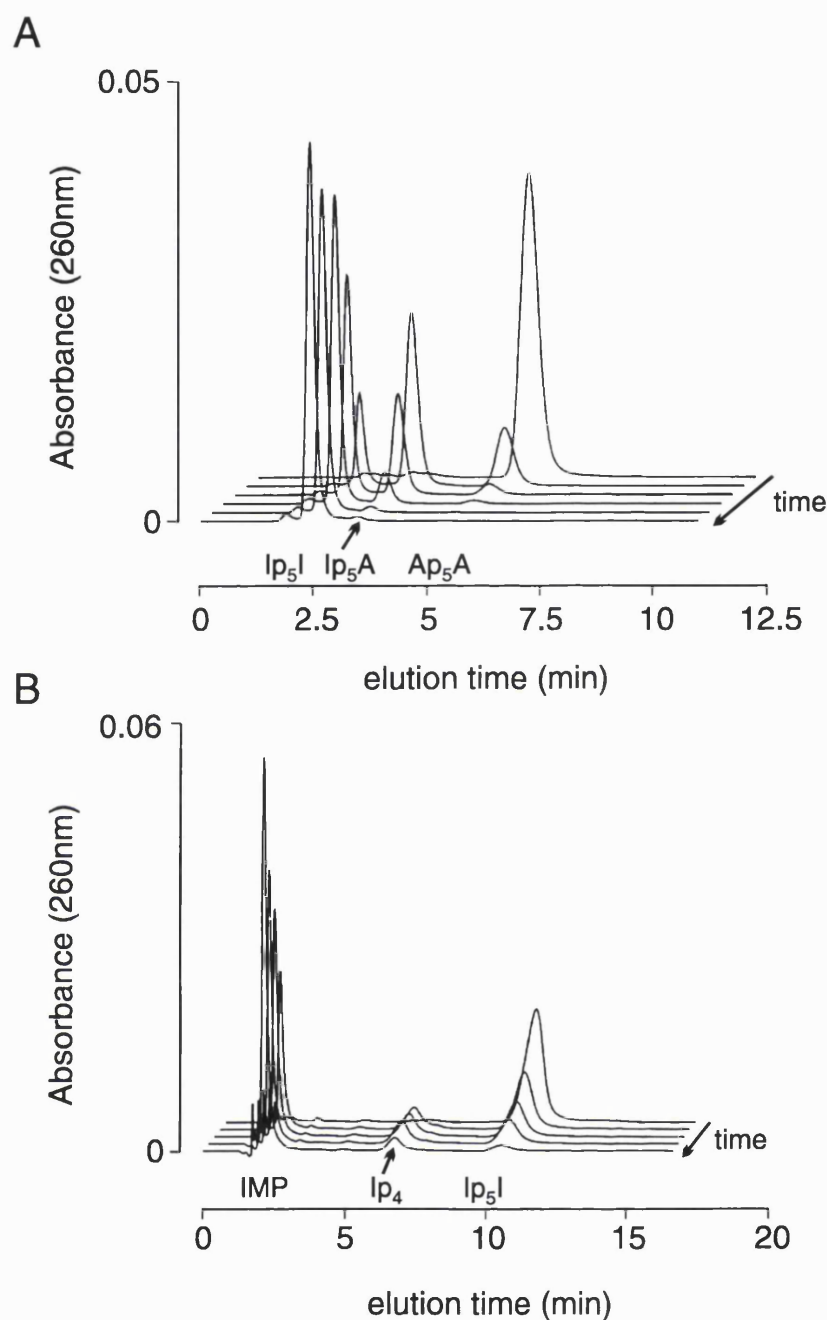 A
0.05
Absorbance (260nm)
0
time
Ip₅I Ip₅A Ap₅A
0 2.5 5 7.5 10 12.5
elution time (min)
B
0.06
Absorbance (260nm)
0
time
IMP Ip₄ Ip₅I
0 5 10 15 20
elution time (min)